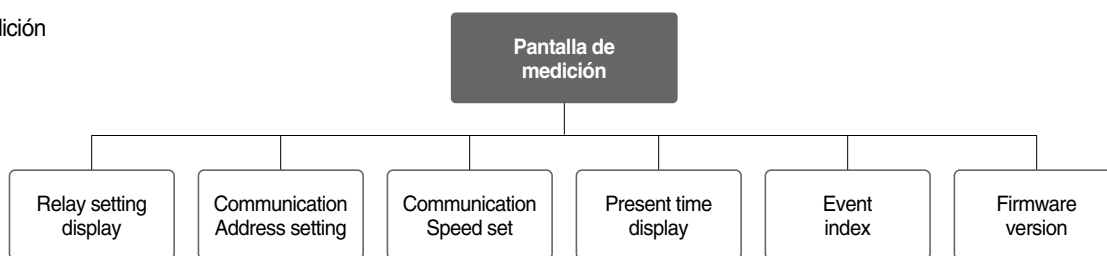 dición
Pantalla de
medición
Relay setting
display
Communication
Address setting
Communication
Speed set
Present time
display
Event
index
Firmware
version